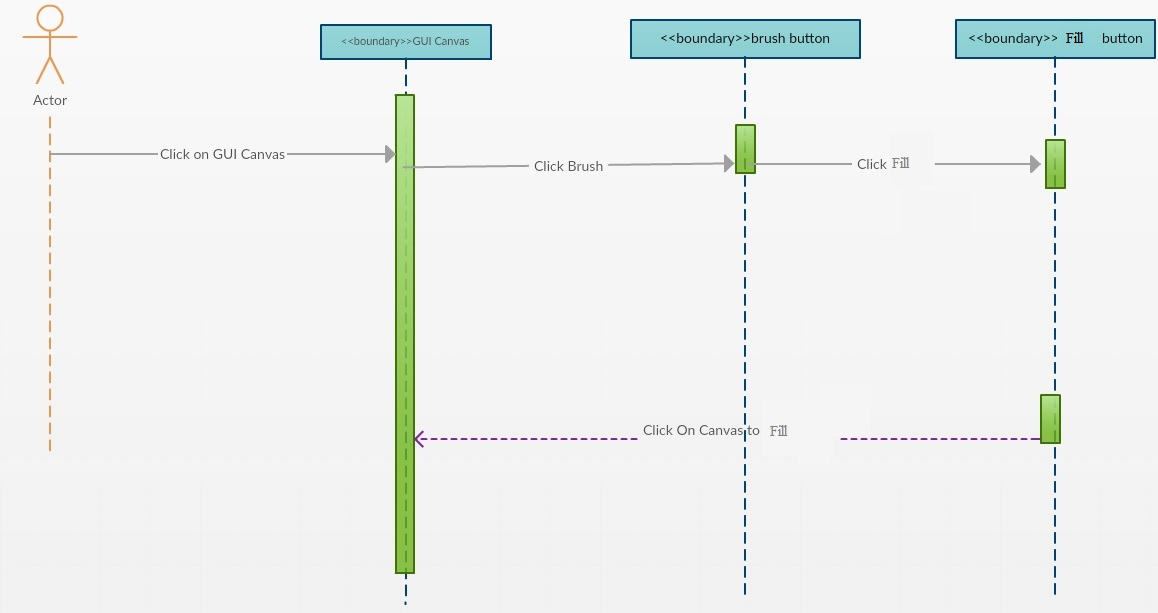 <<boundary>>GUI Canvas
<<boundary>>brush button
<<boundary>> Fill button
Actor
Click on GUI Canvas
Click Brush
Click Fill
Click On Canvas to Fill